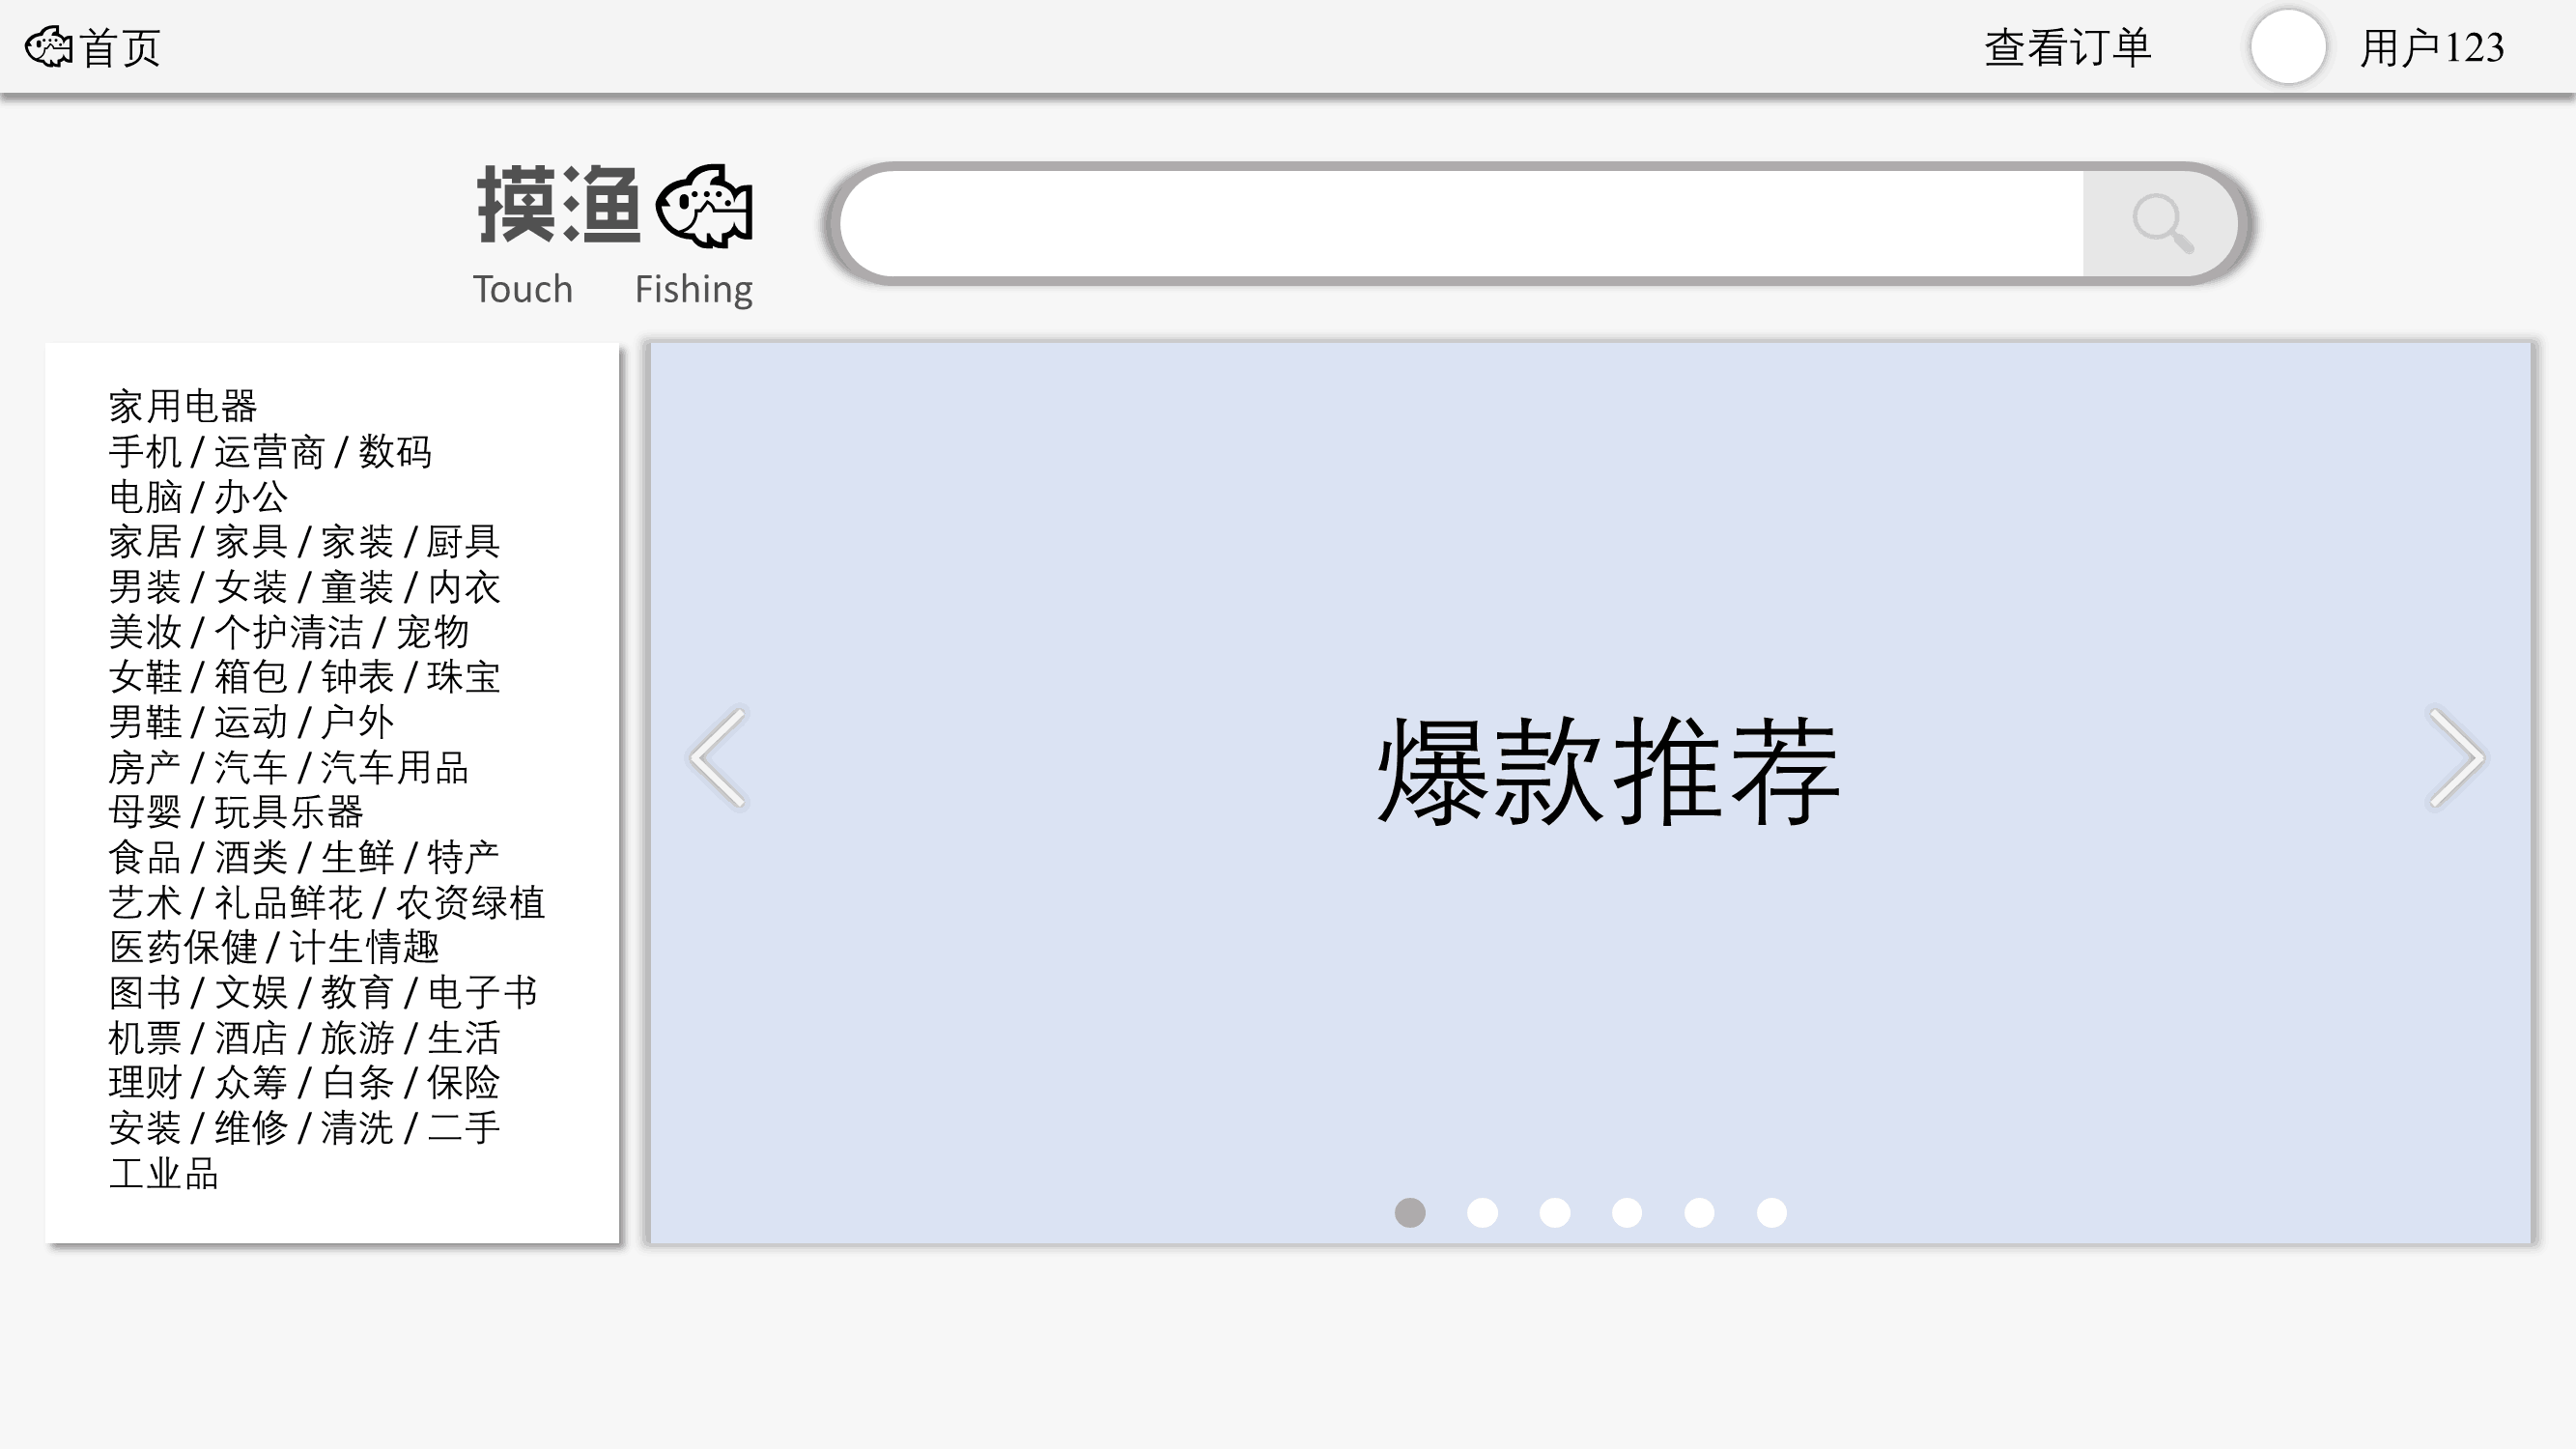 首页
查看订单
用户123
摸渔
Touch Fishing
家用电器
手机 / 运营商 / 数码
电脑 / 办公
家居 / 家具 / 家装 / 厨具
男装 / 女装 / 童装 / 内衣
美妆 / 个护清洁 / 宠物
女鞋 / 箱包 / 钟表 / 珠宝
男鞋 / 运动 / 户外
房产 / 汽车 / 汽车用品
母婴 / 玩具乐器
食品 / 酒类 / 生鲜 / 特产
艺术 / 礼品鲜花 / 农资绿植
医药保健 / 计生情趣
图书 / 文娱 / 教育 / 电子书
机票 / 酒店 / 旅游 / 生活
理财 / 众筹 / 白条 / 保险
安装 / 维修 / 清洗 / 二手
工业品
爆款推荐